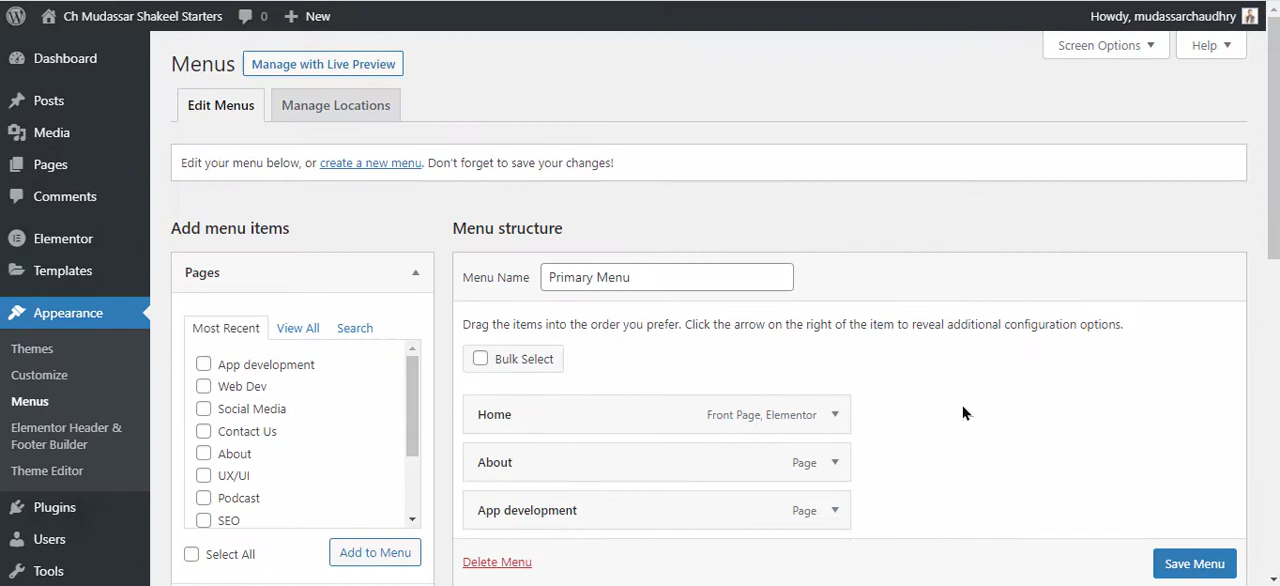 Ch Mudassar Shakeel Starters
0
New
Howdy, mudassarchaudhry
Screen Options
Help
Dashboard
Posts
Media
Pages
Comments
Elementor
Templates
Appearance
Themes
Customize
Menus
Elementor Header &
Footer Builder
Theme Editor
Plugins
Users
Tools
Menus
Manage with Live Preview
Edit Menus
Manage Locations
Edit your menu below, or create a new menu. Don't forget to save your changes!
Add menu items
Pages
Most Recent
View All
Search
App development
Web Dev
Social Media
Contact Us
About
UX/UI
Podcast
SEO
Select All
Add to Menu
Menu structure
Menu Name
Primary Menu
Drag the items into the order you prefer. Click the arrow on the right of the item to reveal additional configuration options.
Bulk Select
Home
Front Page, Elementor
About
Page
App development
Page
Delete Menu
Save Menu